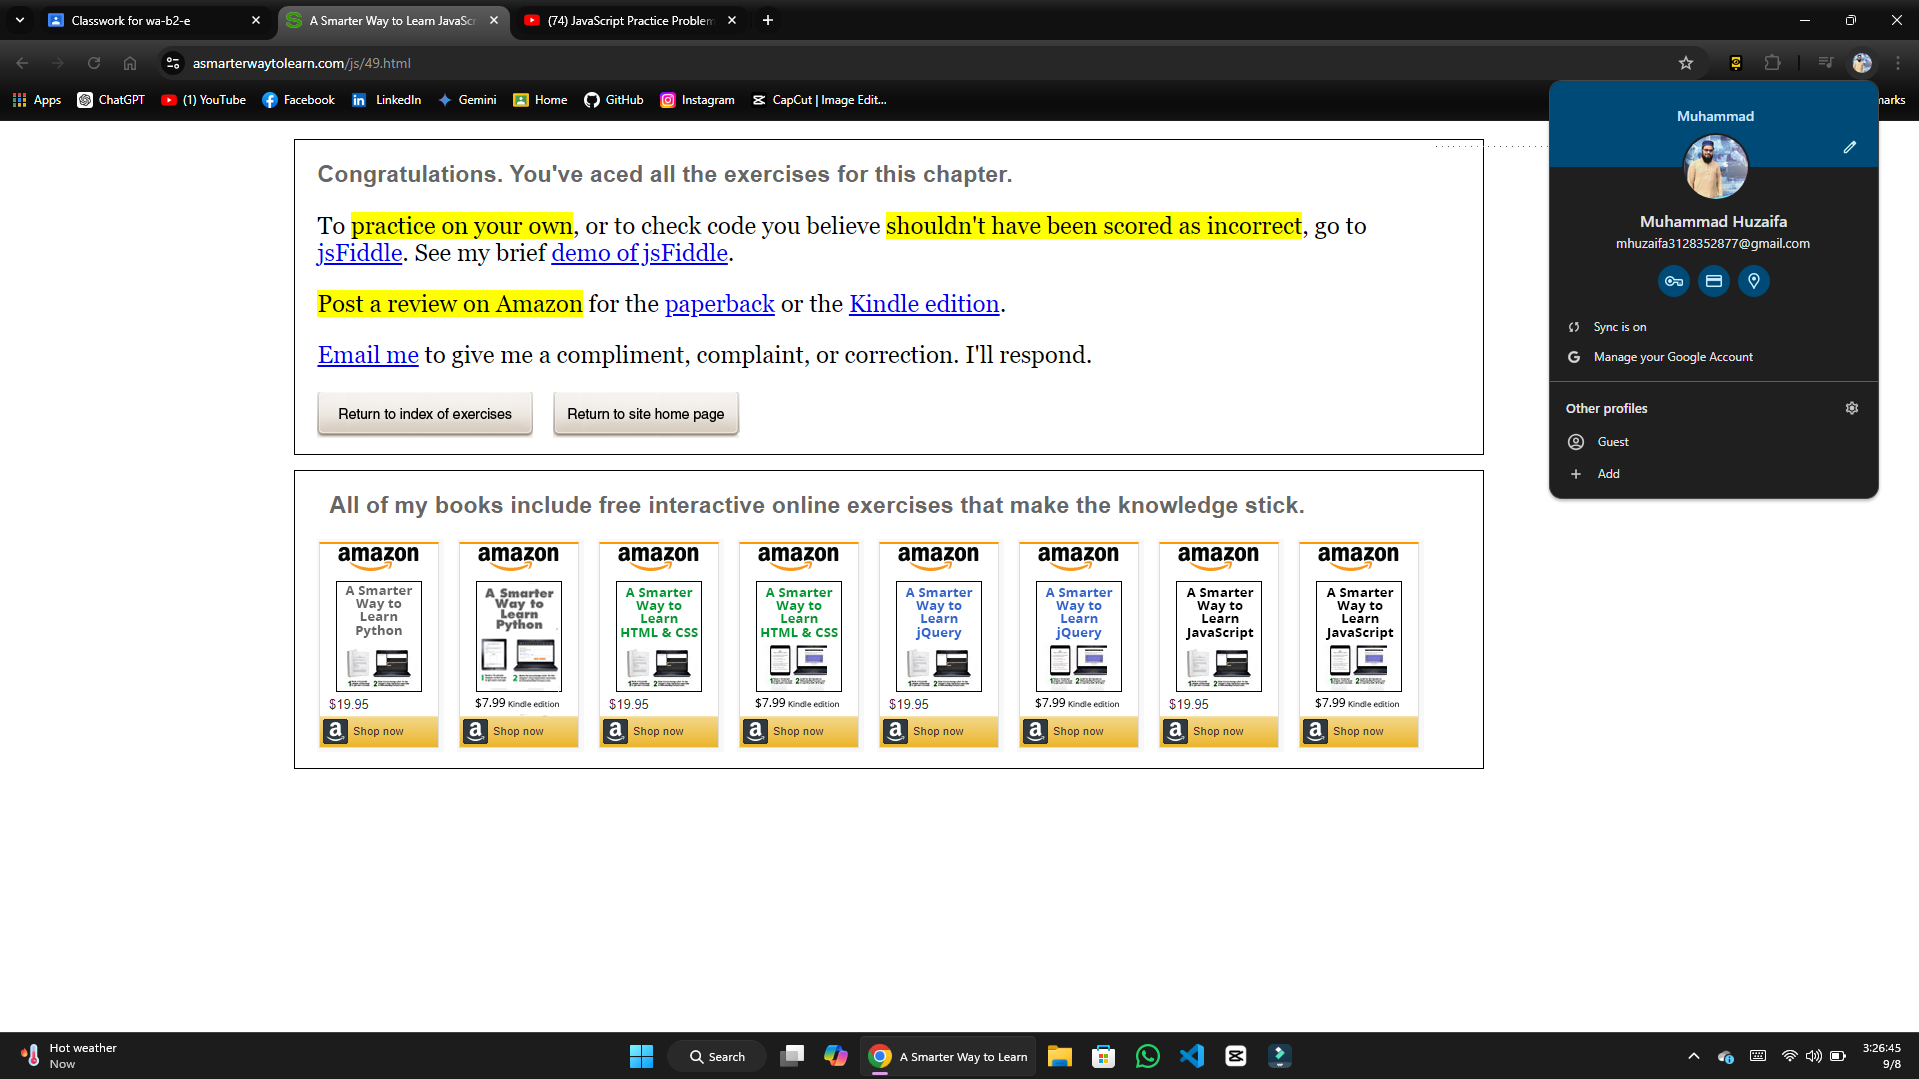 Classwork for wa-b2-e
A Smarter Way to Learn JavaSc
(74) JavaScript Practice Problem
asmarterwaytolearn.com/js/49.html
Apps
ChatGPT
(1) YouTube
Facebook
LinkedIn
Gemini
Home
GitHub
Instagram
CapCut | Image Edit...
marks
Congratulations. You've aced all the exercises for this chapter.
To practice on your own, or to check code you believe shouldn't have been scored as incorrect, go to
jsFiddle. See my brief demo of jsFiddle.
Post a review on Amazon for the paperback or the Kindle edition.
Email me to give me a compliment, complaint, or correction. I'll respond.
Return to index of exercises
Return to site home page
Muhammad
Muhammad Huzaifa
mhuzaifa3128352877@gmail.com
Sync is on
Manage your Google Account
Other profiles
Guest
Add
All of my books include free interactive online exercises that make the knowledge stick.
amazon
A Smarter
Way to
Learn
Python
$19.95
Shop now
amazon
A Smarter
Way to
Learn
Python
$7.99 Kindle edition
Shop now
amazon
A Smarter
Way to
Learn
HTML & CSS
$19.95
Shop now
amazon
A Smarter
Way to
Learn
HTML & CSS
$7.99 Kindle edition
Shop now
amazon
A Smarter
Way to
Learn
jQuery
$19.95
Shop now
amazon
A Smarter
Way to
Learn
jQuery
$7.99 Kindle edition
Shop now
amazon
A Smarter
Way to
Learn
JavaScript
$19.95
Shop now
amazon
A Smarter
Way to
Learn
JavaScript
$7.99 Kindle edition
Shop now
Hot weather
Now
Search
A Smarter Way to Learn
3:26:45
9/8